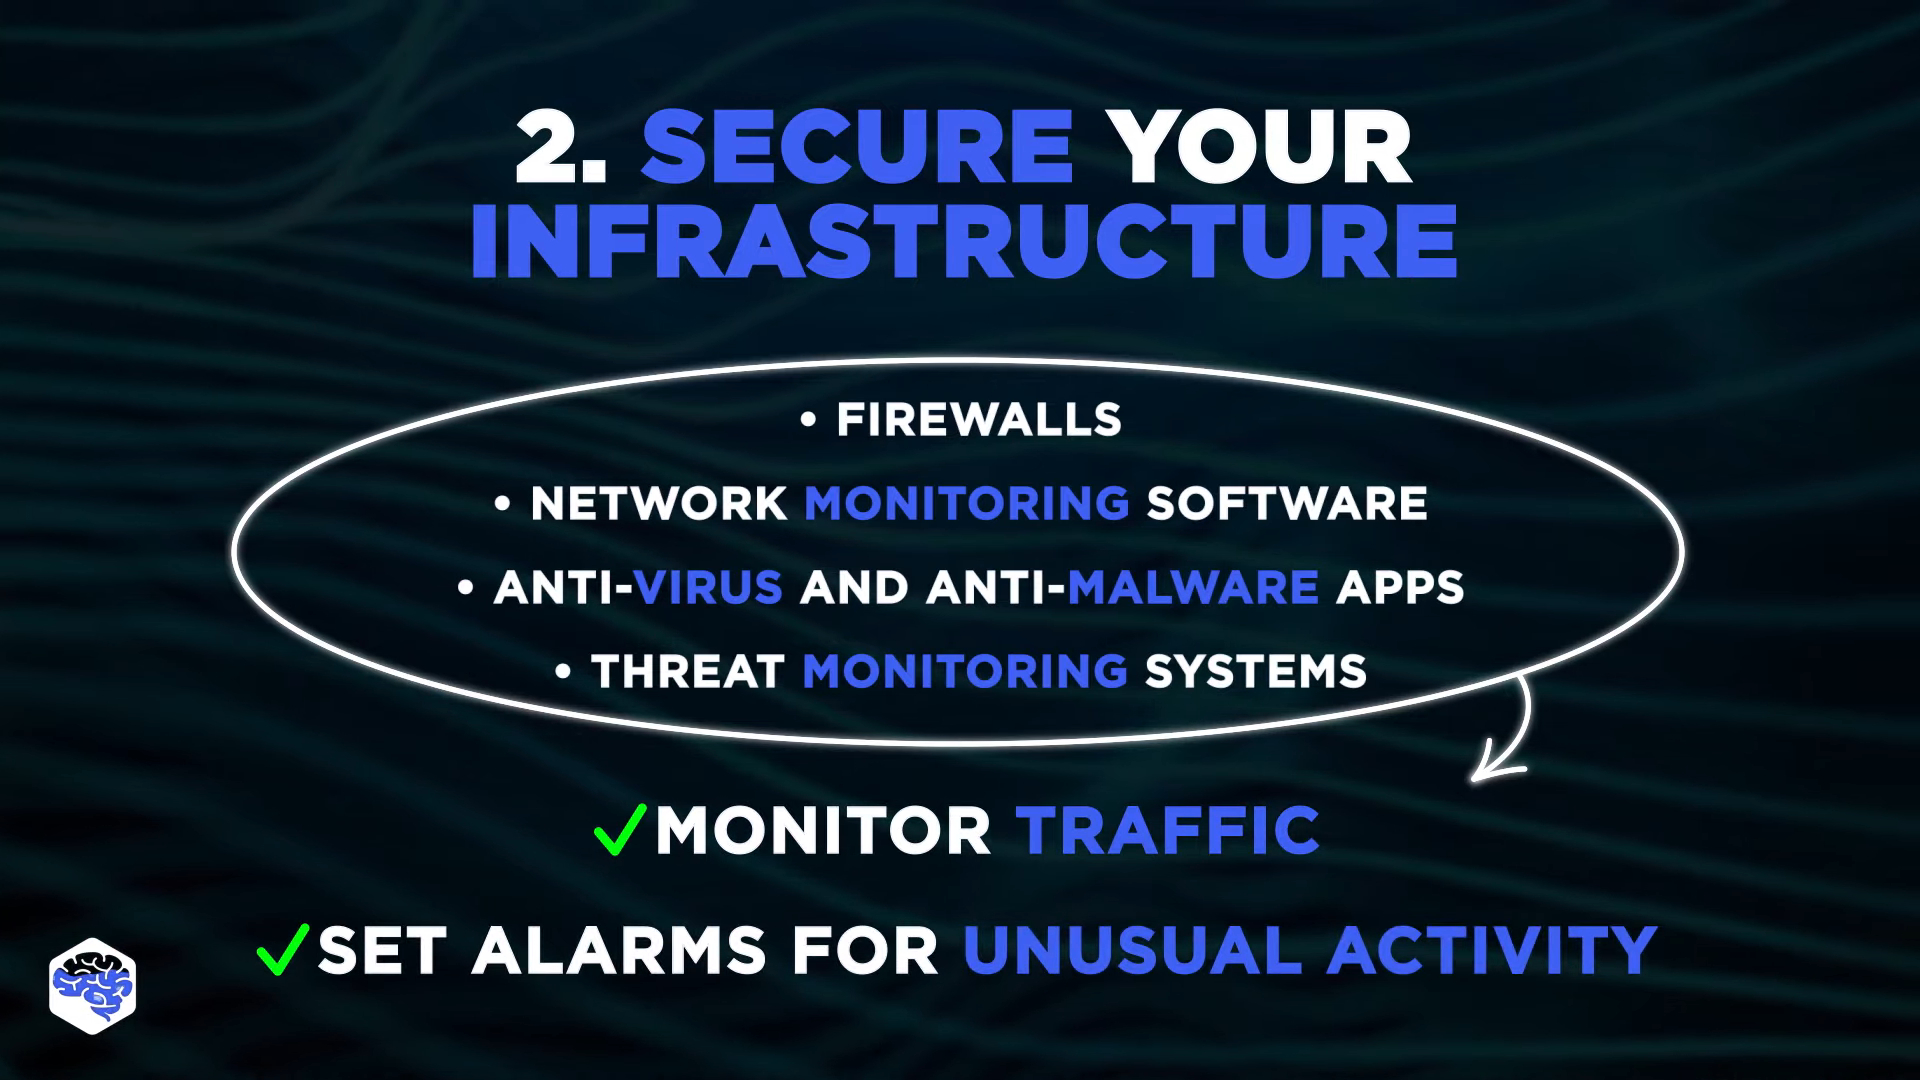 2. SECURE YOUR
INFRASTRUCTURE
• FIREWALLS
• NETWORK MONITORING SOFTWARE
• ANTI-VIRUS AND ANTI-MALWARE APPS
• THREAT MONITORING SYSTEMS
✓MONITOR TRAFFIC
✓SET ALARMS FOR UNUSUAL ACTIVITY